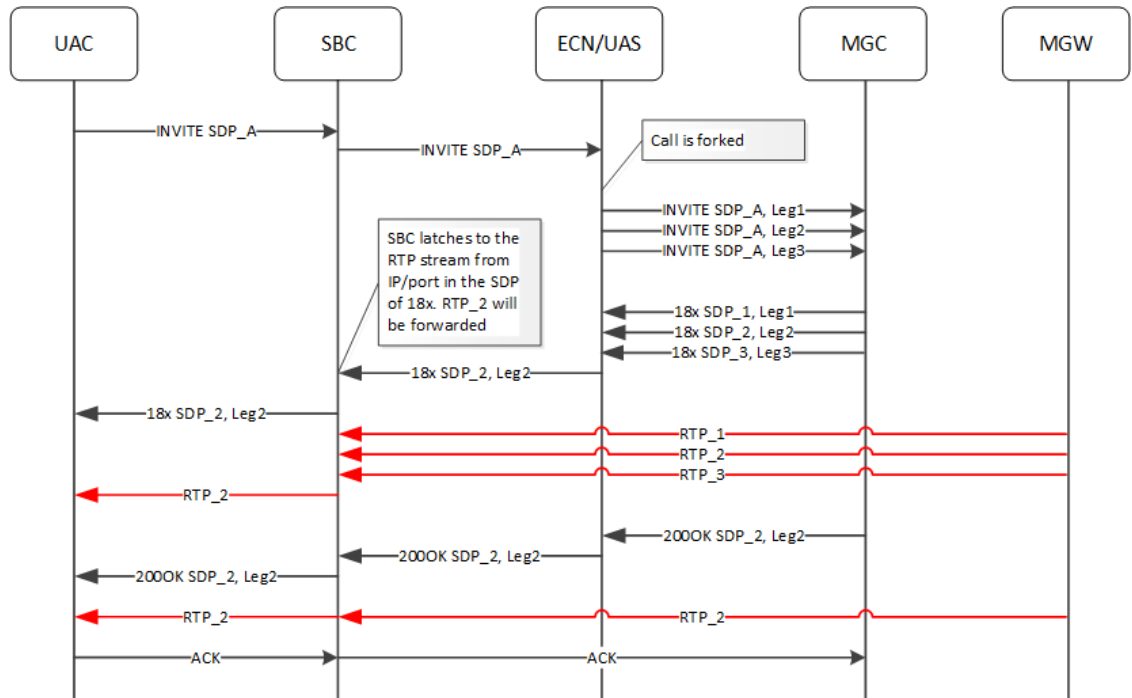 UAC
SBC
ECN/UAS
MGC
MGW
INVITE SDP_A
INVITE SDP_A
Call is forked
INVITE SDP_A, Leg1
INVITE SDP_A, Leg2
INVITE SDP_A, Leg3
SBC latches to the
RTP stream from
IP/port in the SDP
of 18x. RTP_2 will
be forwarded
18x SDP_1, Leg1
18x SDP_2, Leg2
18x SDP_3, Leg3
18x SDP_2, Leg2
18x SDP_2, Leg2
RTP_1
RTP_2
RTP_3
RTP_2
200OK SDP_2, Leg2
200OK SDP_2, Leg2
200OK SDP_2, Leg2
RTP_2
RTP_2
ACK
ACK